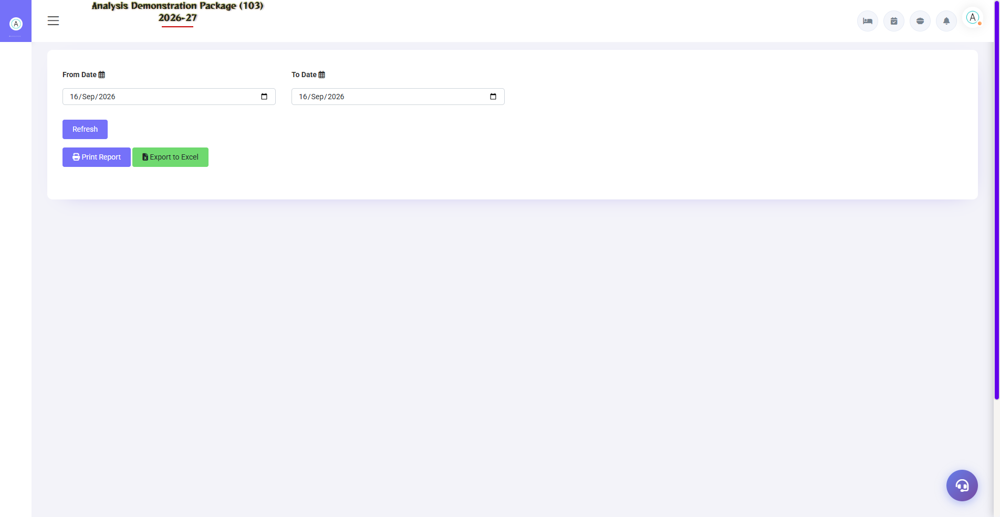 Analysis Demonstration Package (103)
2026-27
A
A
From Date
To Date
16/Sep/2026
16/Sep/2026
Refresh
Print Report
Export to Excel